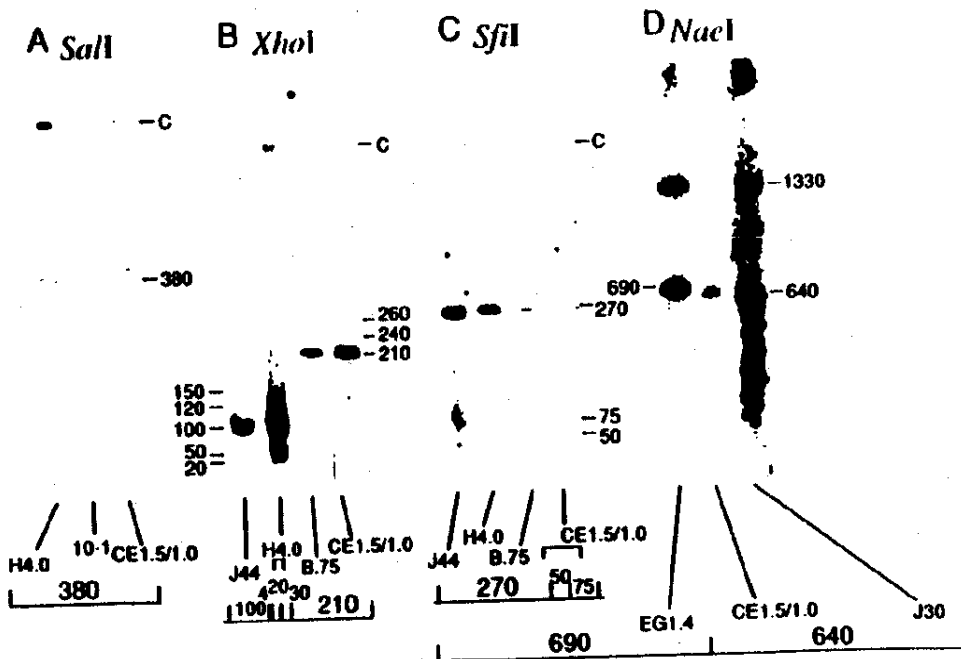 A SalI
B XhoI
C SfiI
D NaeI
– C
– 380
– C
– 260
– 240
– 210
150 –
120 –
100 –
50 –
20 –
– C
– 270
– 75
– 50
– 1330
690 –
– 640
H4.0
10-1
CE1.5/1.0
380
J44
H4.0
B.75
CE1.5/1.0
100
4
20
30
210
J44
H4.0
B.75
CE1.5/1.0
270
50
75
EG1.4
CE1.5/1.0
J30
690
640